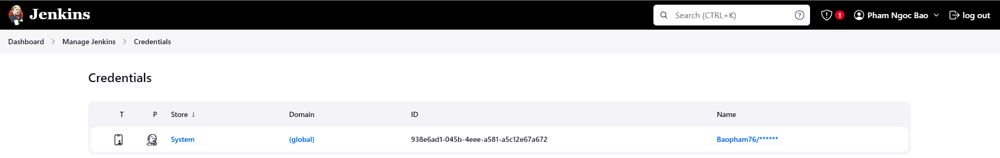 Jenkins
Search (CTRL+K)
1
Pham Ngoc Bao
log out
Dashboard > Manage Jenkins > Credentials
Credentials
T P Store ↓ Domain ID Name
System (global) 938e6ad1-045b-4eee-a581-a5c12e67a672 Baopham76/******